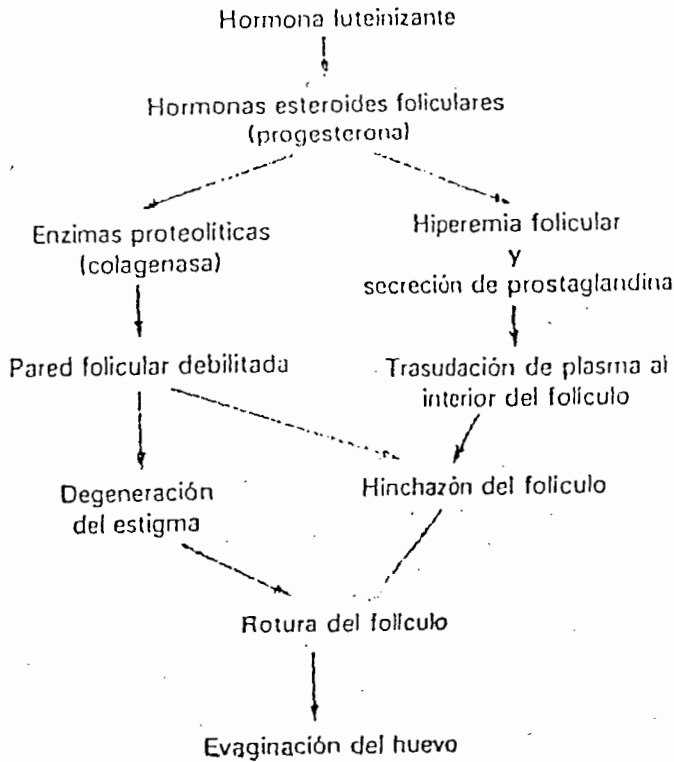 Hormona luteinizante
Hormonas esteroides foliculares
(progesterona)
Enzimas proteolíticas
(colagenasa)
Hiperemia folicular
y
secreción de prostaglandina
Pared folicular debilitada
Trasudación de plasma al
interior del folículo
Degeneración
del estigma
Hinchazón del folículo
Rotura del folículo
Evaginación del huevo